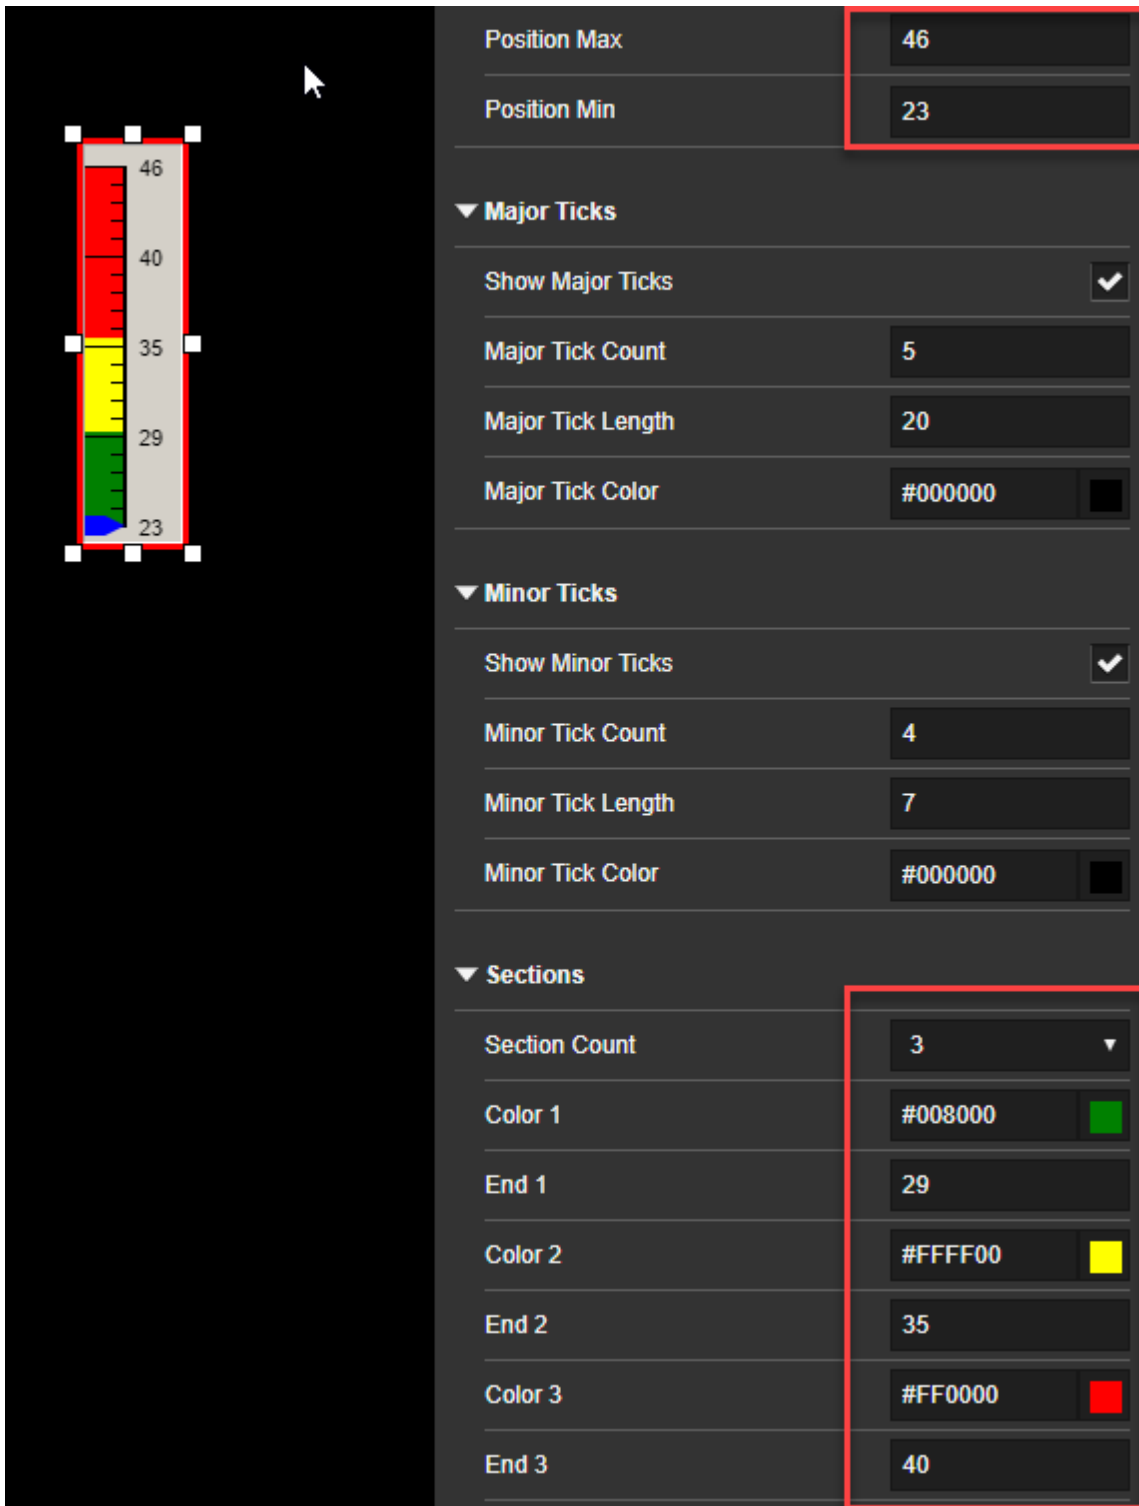 46
40
35
29
23
Position Max 46
Position Min 23
Major Ticks
Show Major Ticks
Major Tick Count 5
Major Tick Length 20
Major Tick Color #000000
Minor Ticks
Show Minor Ticks
Minor Tick Count 4
Minor Tick Length 7
Minor Tick Color #000000
Sections
Section Count 3
Color 1 #008000
End 1 29
Color 2 #FFFF00
End 2 35
Color 3 #FF0000
End 3 40